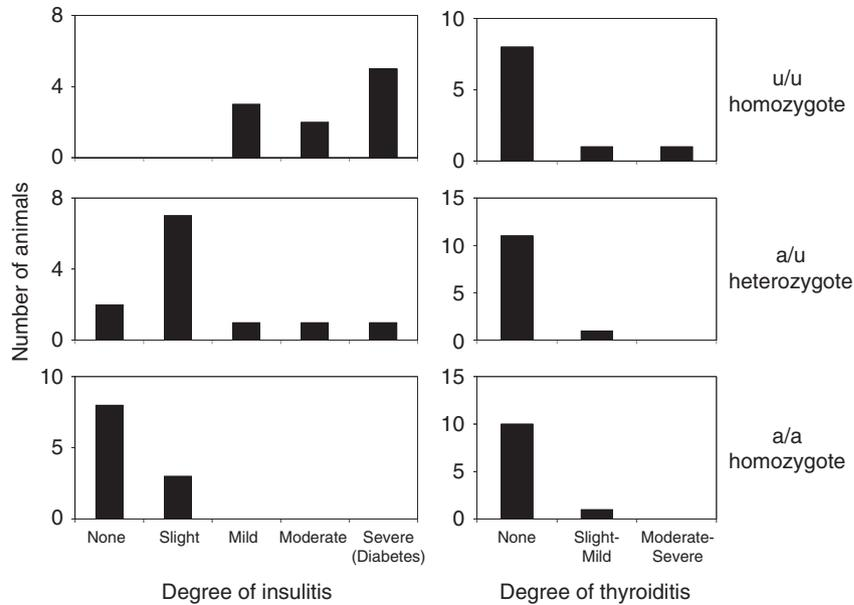 8
4
0
10
5
0
u/u
homozygote
Number of animals
8
4
0
15
10
5
0
a/u
heterozygote
10
5
0
15
10
5
0
a/a
homozygote
None
Slight
Mild
Moderate
Severe
(Diabetes)
None
Slight-
Mild
Moderate-
Severe
Degree of insulitis
Degree of thyroiditis